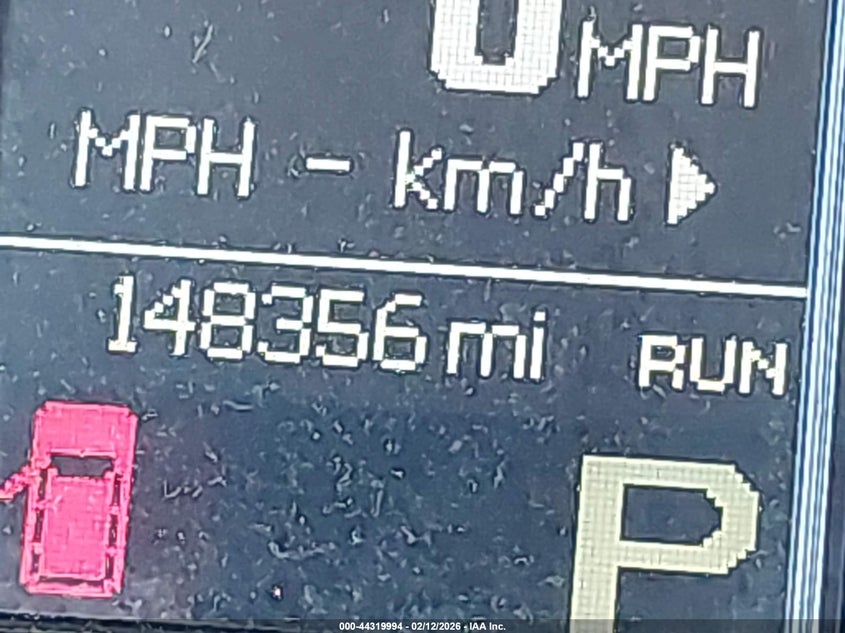 0 MPH
MPH - km/h
148356 mi RUN
P
000-44319994 - 02/12/2026 - IAA Inc.